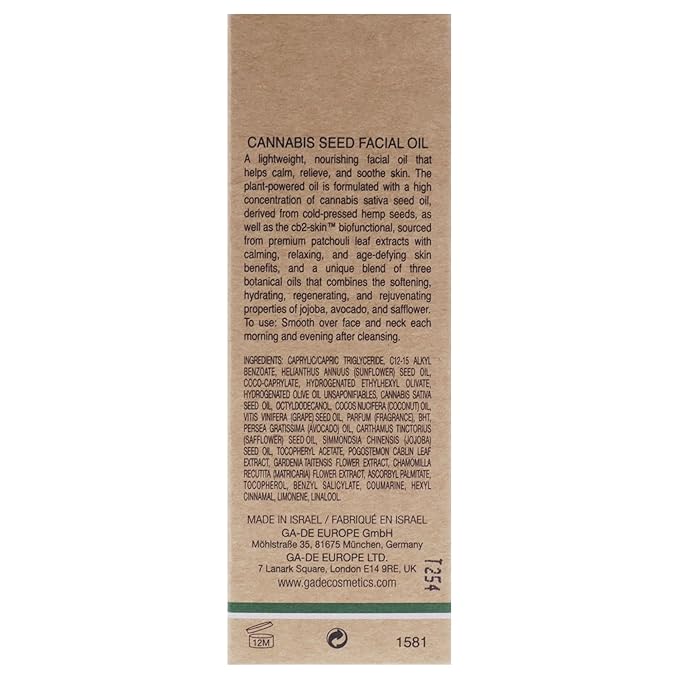 CANNABIS SEED FACIAL OIL
A lightweight, nourishing facial oil that
helps calm, relieve, and soothe skin. The
plant-powered oil is formulated with a high
concentration of cannabis sativa seed oil,
derived from cold-pressed hemp seeds, as
well as the cb2-skin™ biofunctional, sourced
from premium patchouli leaf extracts with
calming, relaxing, and age-defying skin
benefits, and a unique blend of three
botanical oils that combines the softening,
hydrating, regenerating, and rejuvenating
properties of jojoba, avocado, and safflower.
To use: Smooth over face and neck each
morning and evening after cleansing.
INGREDIENTS: CAPRYLIC/CAPRIC TRIGLYCERIDE, C12-15 ALKYL
BENZOATE, HELIANTHUS ANNUUS (SUNFLOWER) SEED OIL,
COCO-CAPRYLATE, HYDROGENATED ETHYLHEXYL OLIVATE,
HYDROGENATED OLIVE OIL UNSAPONIFIABLES, CANNABIS SATIVA
SEED OIL, OCTYLDODECANOL, COCOS NUCIFERA (COCONUT) OIL,
VITIS VINIFERA (GRAPE) SEED OIL, PARFUM (FRAGRANCE), BHT,
PERSEA GRATISSIMA (AVOCADO) OIL, CARTHAMUS TINCTORIUS
(SAFFLOWER) SEED OIL, SIMMONDSIA CHINENSIS (JOJOBA)
SEED OIL, TOCOPHERYL ACETATE, POGOSTEMON CABLIN LEAF
EXTRACT, GARDENIA TAITENSIS FLOWER EXTRACT, CHAMOMILLA
RECUTITA (MATRICARIA) FLOWER EXTRACT, ASCORBYL PALMITATE,
TOCOPHEROL, BENZYL SALICYLATE, COUMARINE, HEXYL
CINNAMAL, LIMONENE, LINALOOL.
MADE IN ISRAEL / FABRIQUÉ EN ISRAEL
GA-DE EUROPE GmbH
Möhlstraße 35, 81675 München, Germany
GA-DE EUROPE LTD.
7 Lanark Square, London E14 9RE, UK
www.gadecosmetics.com
T254
12M
1581